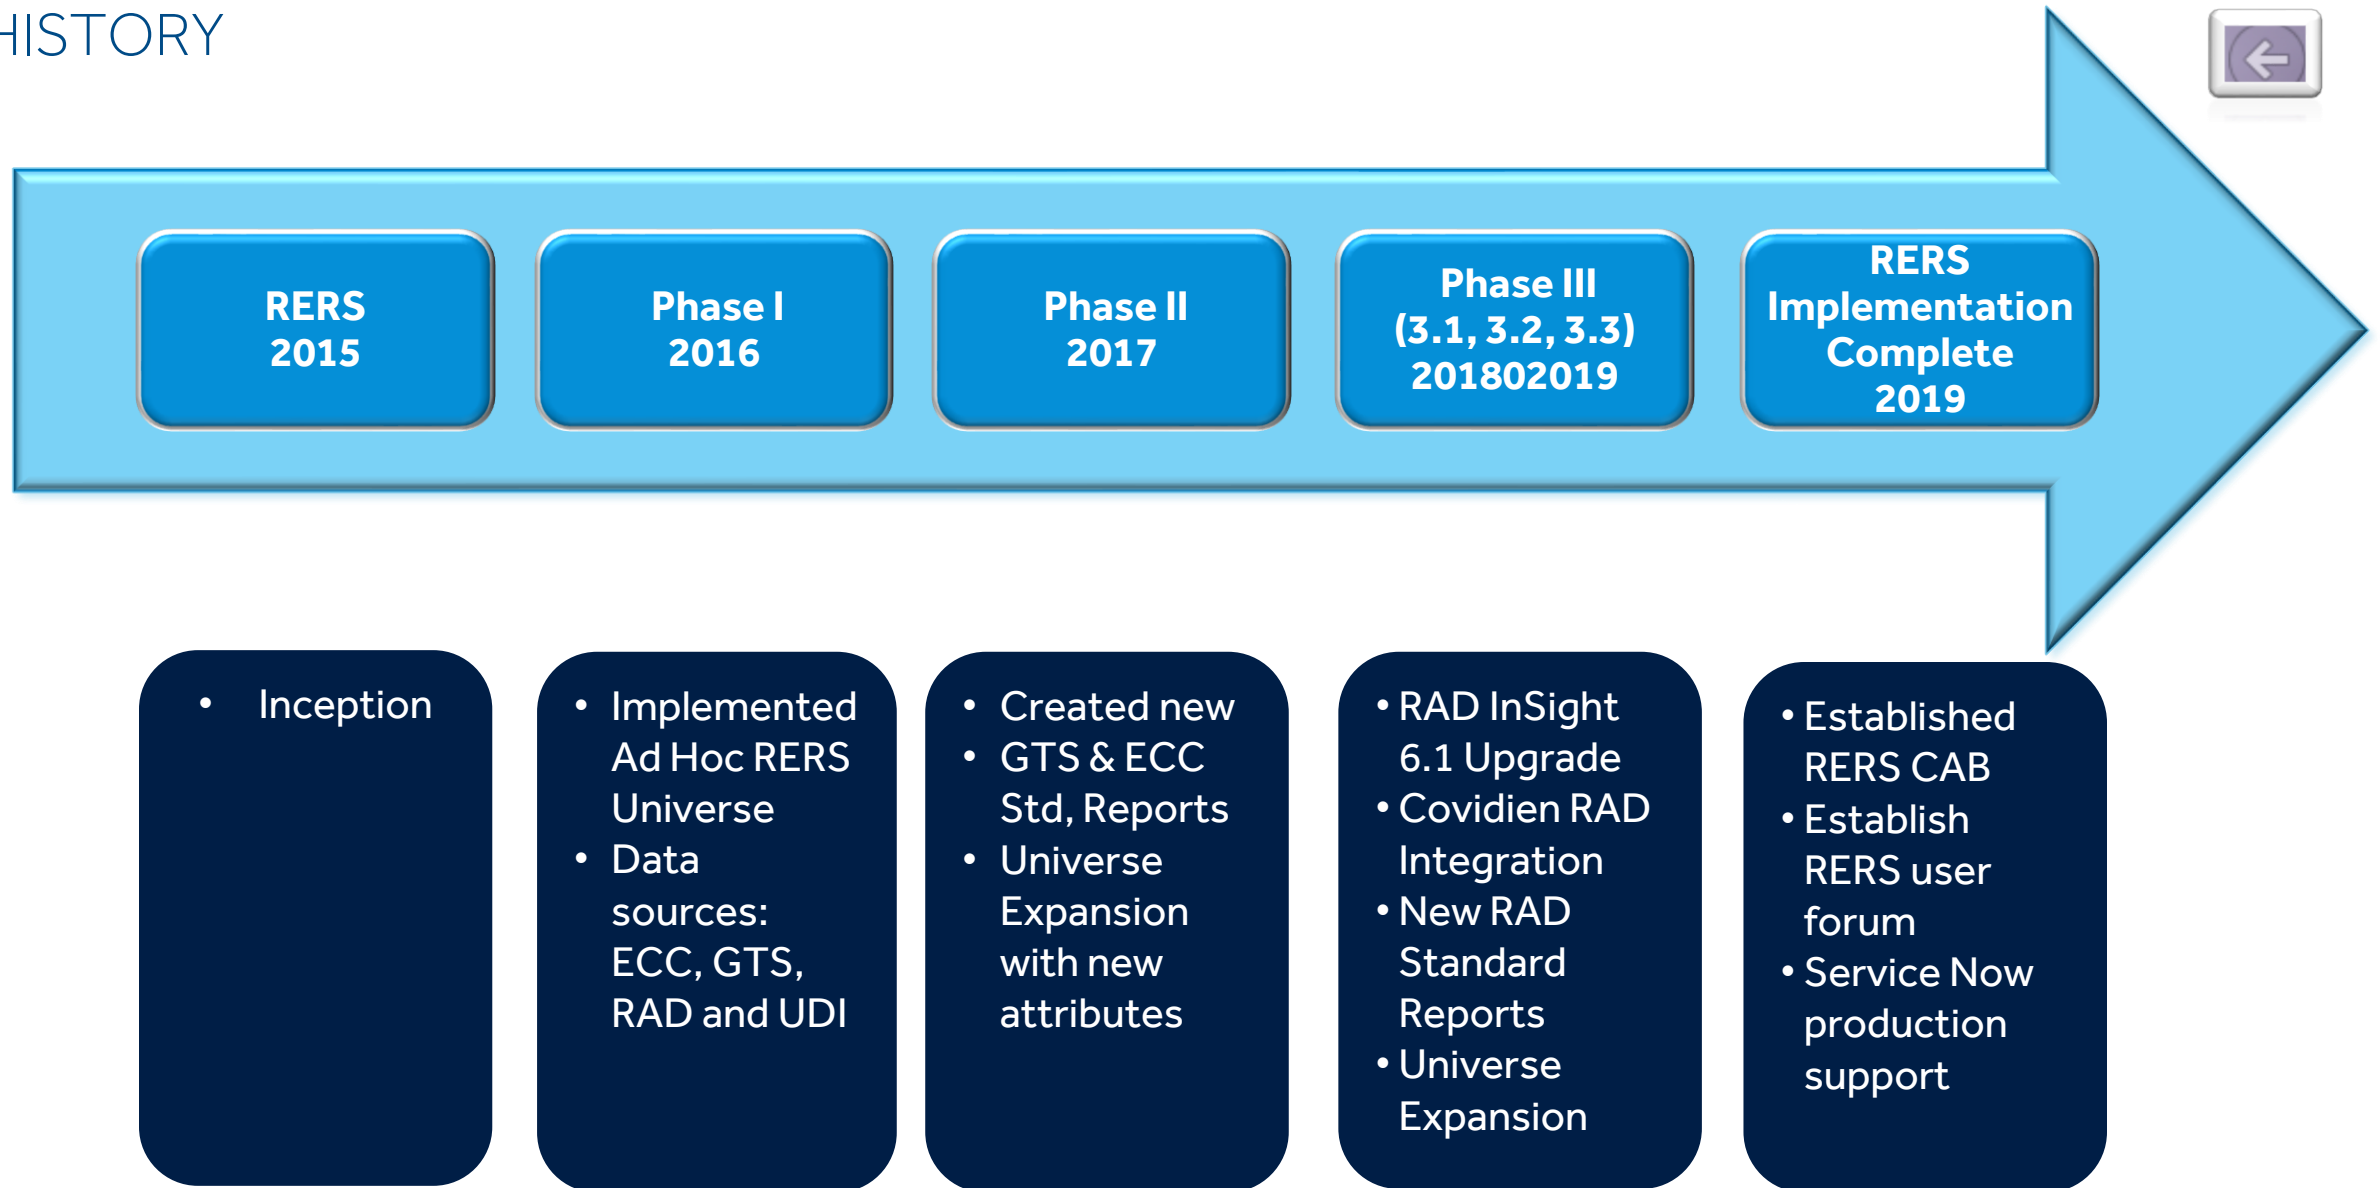 HISTORY
RERS
2015
Phase I
2016
Phase II
2017
Phase III
(3.1, 3.2, 3.3)
201802019
RERS
Implementation
Complete
2019
• Inception
• Implemented
Ad Hoc RERS
Universe
• Data
sources:
ECC, GTS,
RAD and UDI
• Created new
• GTS & ECC
Std, Reports
• Universe
Expansion
with new
attributes
• RAD InSight
6.1 Upgrade
• Covidien RAD
Integration
• New RAD
Standard
Reports
• Universe
Expansion
• Established
RERS CAB
• Establish
RERS user
forum
• Service Now
production
support